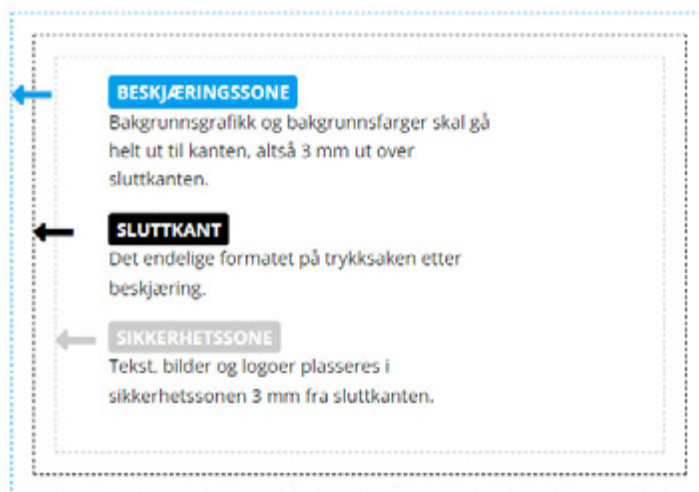 BESKJÆRINGSSONE
Bakgrunnsgrafikk og bakgrunnsfarger skal gå
helt ut til kanten, altså 3 mm ut over
sluttkanten.
SLUTTKANT
Det endelige formatet på trykksaken etter
beskjæring.
SIKKERHETSSONE
Tekst, bilder og logoer plasseres i
sikkerhetssonen 3 mm fra sluttkanten.